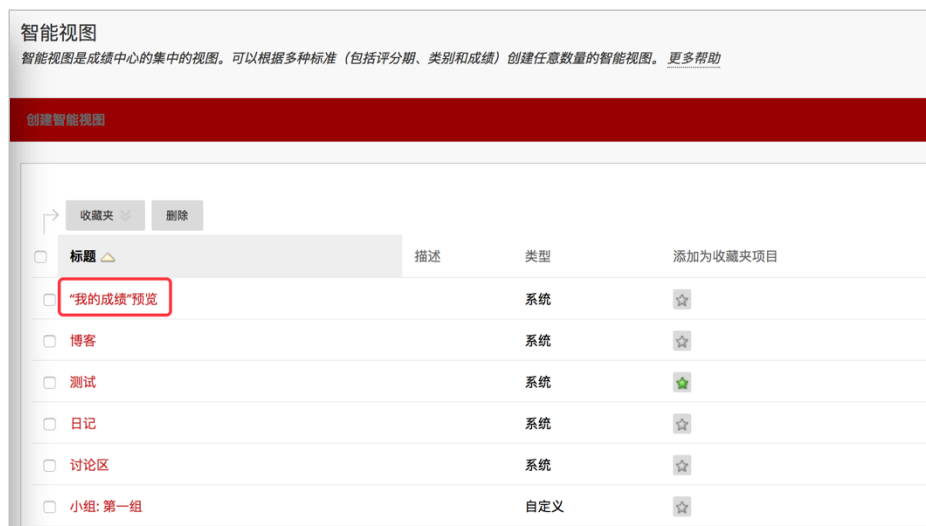 智能视图
智能视图是成绩中心的集中的视图。可以根据多种标准（包括评分期、类别和成绩）创建任意数量的智能视图。 更多帮助
创建智能视图
收藏夹 删除
标题 描述 类型 添加为收藏夹项目
“我的成绩”预览 系统
博客 系统
测试 系统
日记 系统
讨论区 系统
小组: 第一组 自定义